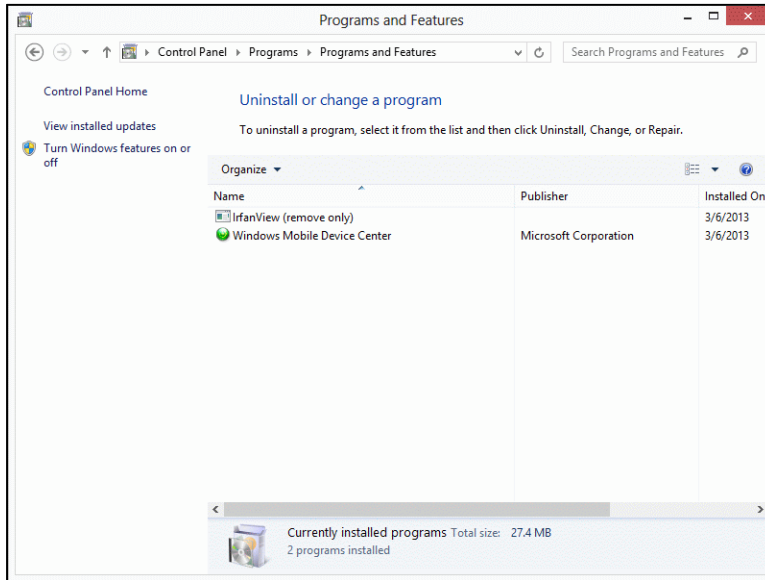 Programs and Features
Control Panel Programs Programs and Features Search Programs and Features
Control Panel Home
View installed updates
Turn Windows features on or
off
Uninstall or change a program
To uninstall a program, select it from the list and then click Uninstall, Change, or Repair.
Organize
Name Publisher Installed On
IrfanView (remove only) 3/6/2013
Windows Mobile Device Center Microsoft Corporation 3/6/2013
Currently installed programs Total size: 27.4 MB
2 programs installed